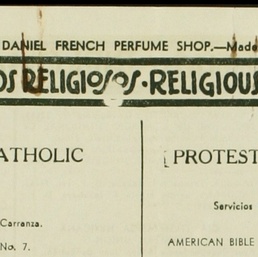 DANIEL FRENCH PERFUME SHOP.—Made
OS RELIGIOSOS·RELIGIOUS
ATHOLIC
[PROTEST
Servicios
Carranza.
AMERICAN BIBLE
No. 7.